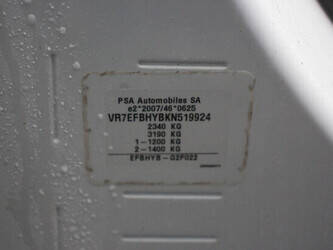 PSA Automobiles SA
e2*2007/46*0625
VR7EFBHYBKN519924
2340 KG
3190 KG
1-1200 KG
2-1400 KG
EFBHYB-G2F022